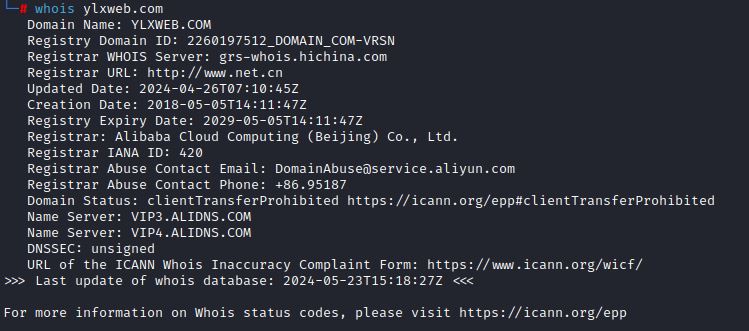 └─# whois ylxweb.com
Domain Name: YLXWEB.COM
Registry Domain ID: 2260197512_DOMAIN_COM-VRSN
Registrar WHOIS Server: grs-whois.hichina.com
Registrar URL: http://www.net.cn
Updated Date: 2024-04-26T07:10:45Z
Creation Date: 2018-05-05T14:11:47Z
Registry Expiry Date: 2029-05-05T14:11:47Z
Registrar: Alibaba Cloud Computing (Beijing) Co., Ltd.
Registrar IANA ID: 420
Registrar Abuse Contact Email: DomainAbuse@service.aliyun.com
Registrar Abuse Contact Phone: +86.95187
Domain Status: clientTransferProhibited https://icann.org/epp#clientTransferProhibited
Name Server: VIP3.ALIDNS.COM
Name Server: VIP4.ALIDNS.COM
DNSSEC: unsigned
URL of the ICANN Whois Inaccuracy Complaint Form: https://www.icann.org/wicf/
>>> Last update of whois database: 2024-05-23T15:18:27Z <<<
For more information on Whois status codes, please visit https://icann.org/epp